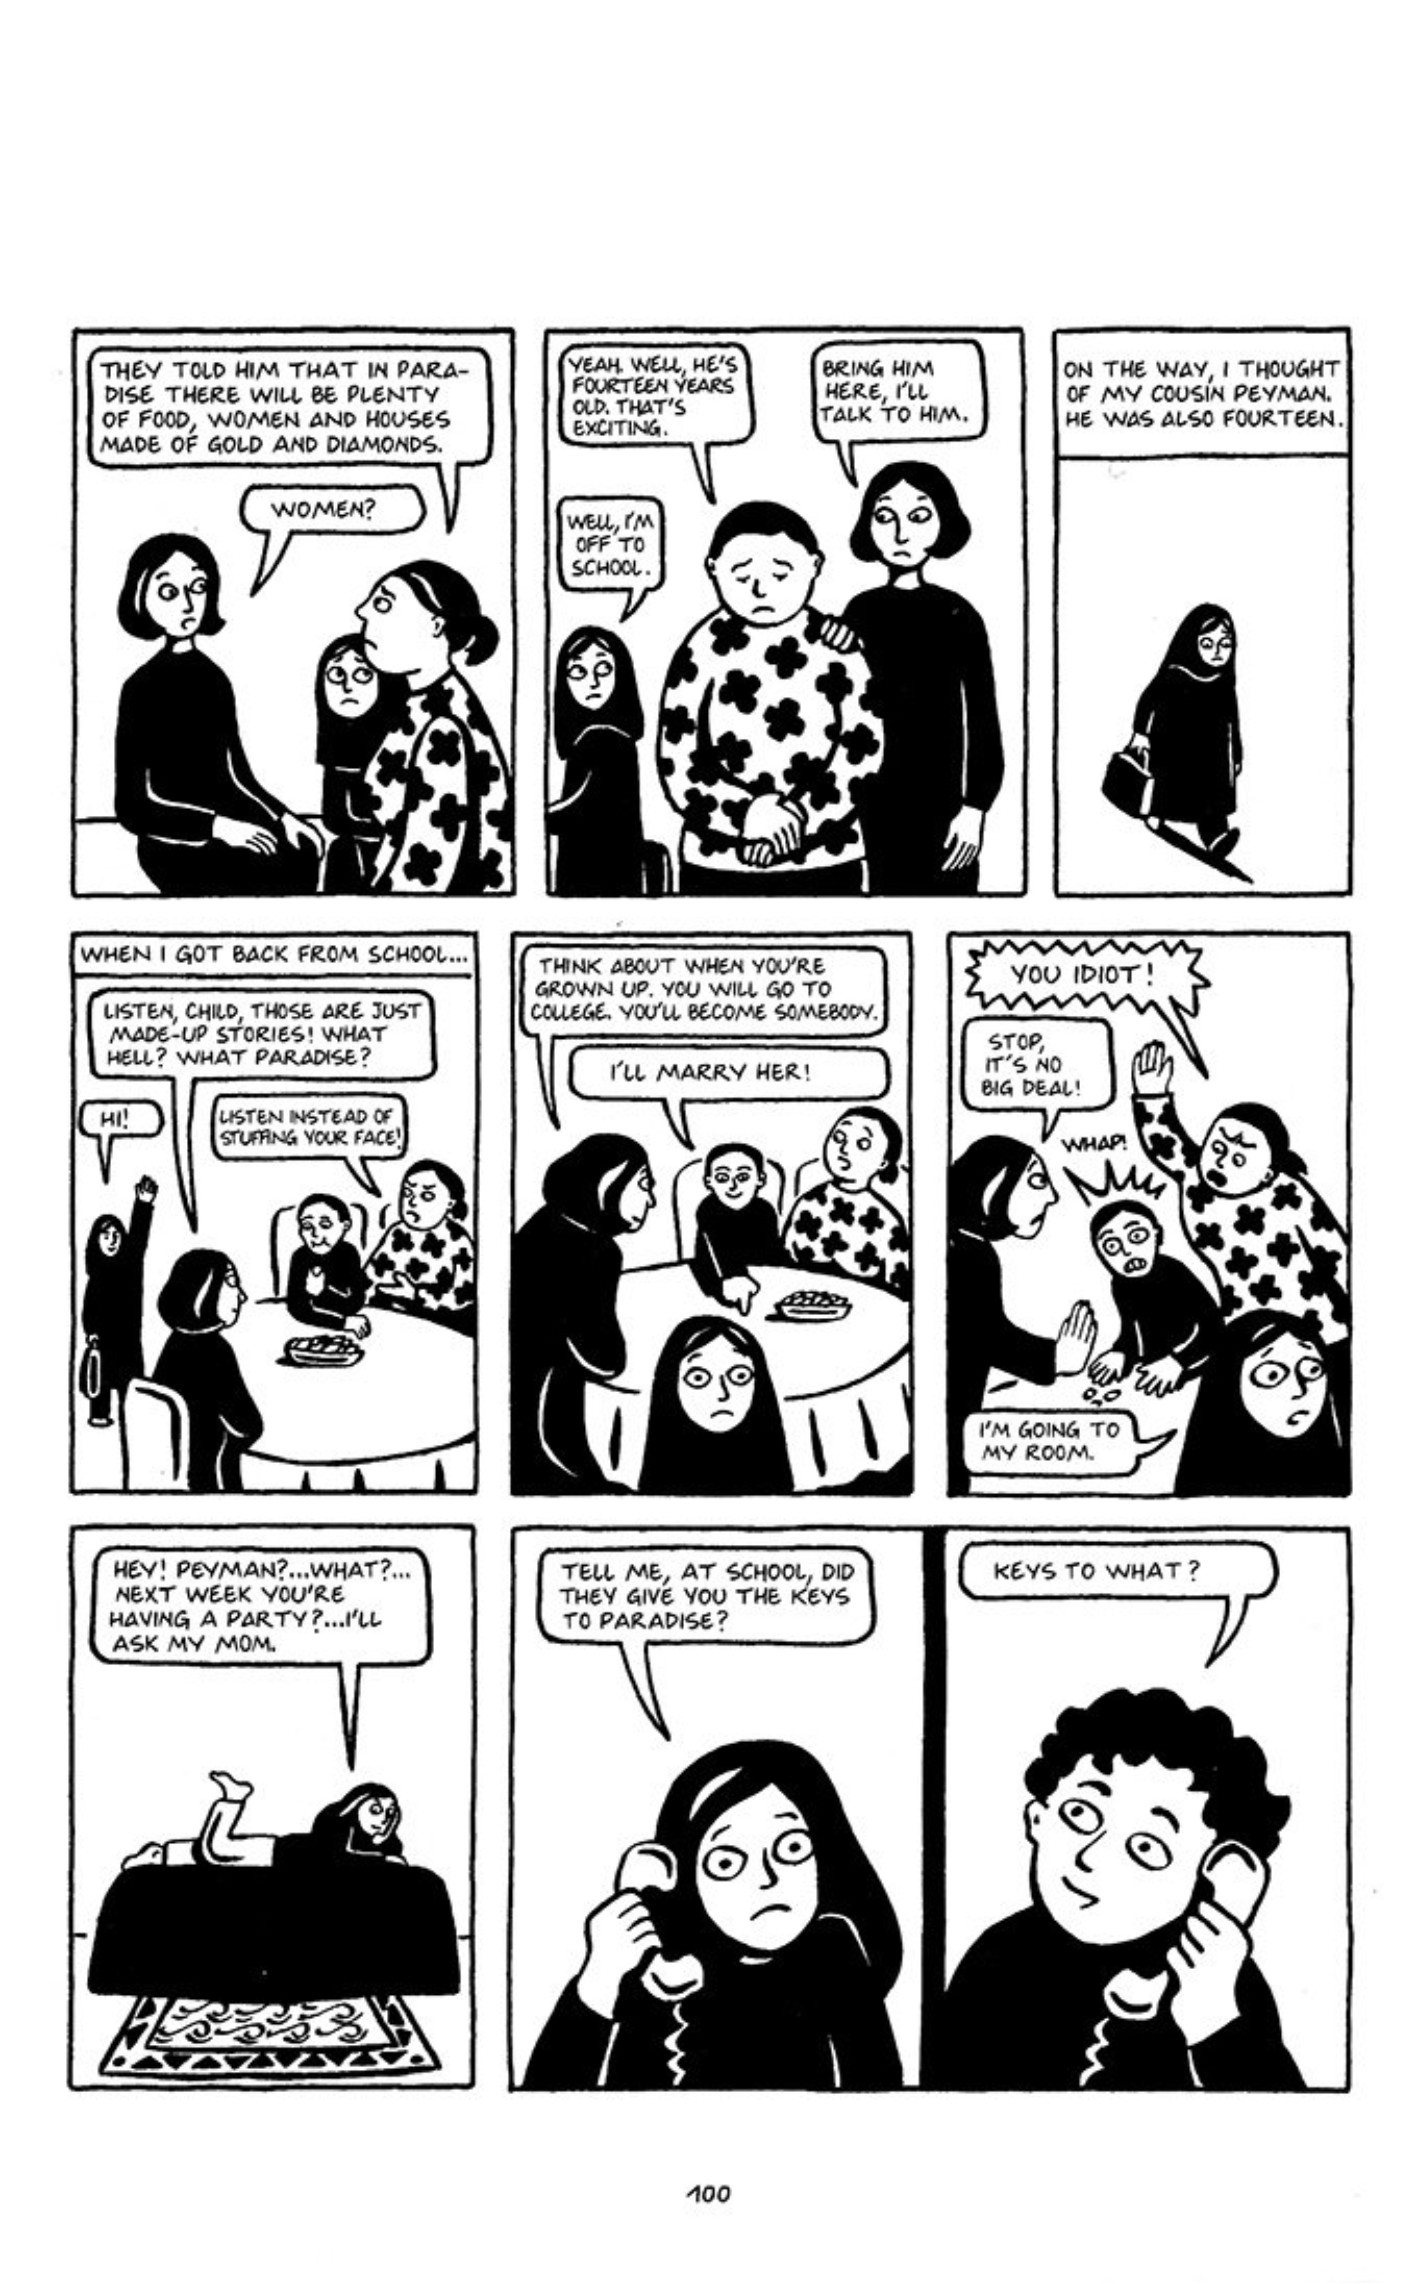 THEY TOLD HIM THAT IN PARA-
DISE THERE WILL BE PLENTY
OF FOOD, WOMEN AND HOUSES
MADE OF GOLD AND DIAMONDS.
WOMEN?
YEAH. WELL, HE'S
FOURTEEN YEARS
OLD. THAT'S
EXCITING.
BRING HIM
HERE, I'LL
TALK TO HIM.
WELL, I'M
OFF TO
SCHOOL.
ON THE WAY, I THOUGHT
OF MY COUSIN PEYMAN.
HE WAS ALSO FOURTEEN.
WHEN I GOT BACK FROM SCHOOL...
LISTEN, CHILD, THOSE ARE JUST
MADE-UP STORIES! WHAT
HELL? WHAT PARADISE?
HI!
LISTEN INSTEAD OF
STUFFING YOUR FACE!
THINK ABOUT WHEN YOU'RE
GROWN UP. YOU WILL GO TO
COLLEGE. YOU'LL BECOME SOMEBODY.
I'LL MARRY HER!
YOU IDIOT!
STOP,
IT'S NO
BIG DEAL!
WHAP!
I'M GOING TO
MY ROOM.
HEY! PEYMAN?...WHAT?...
NEXT WEEK YOU'RE
HAVING A PARTY?...I'LL
ASK MY MOM.
TELL ME, AT SCHOOL, DID
THEY GIVE YOU THE KEYS
TO PARADISE?
KEYS TO WHAT?
100